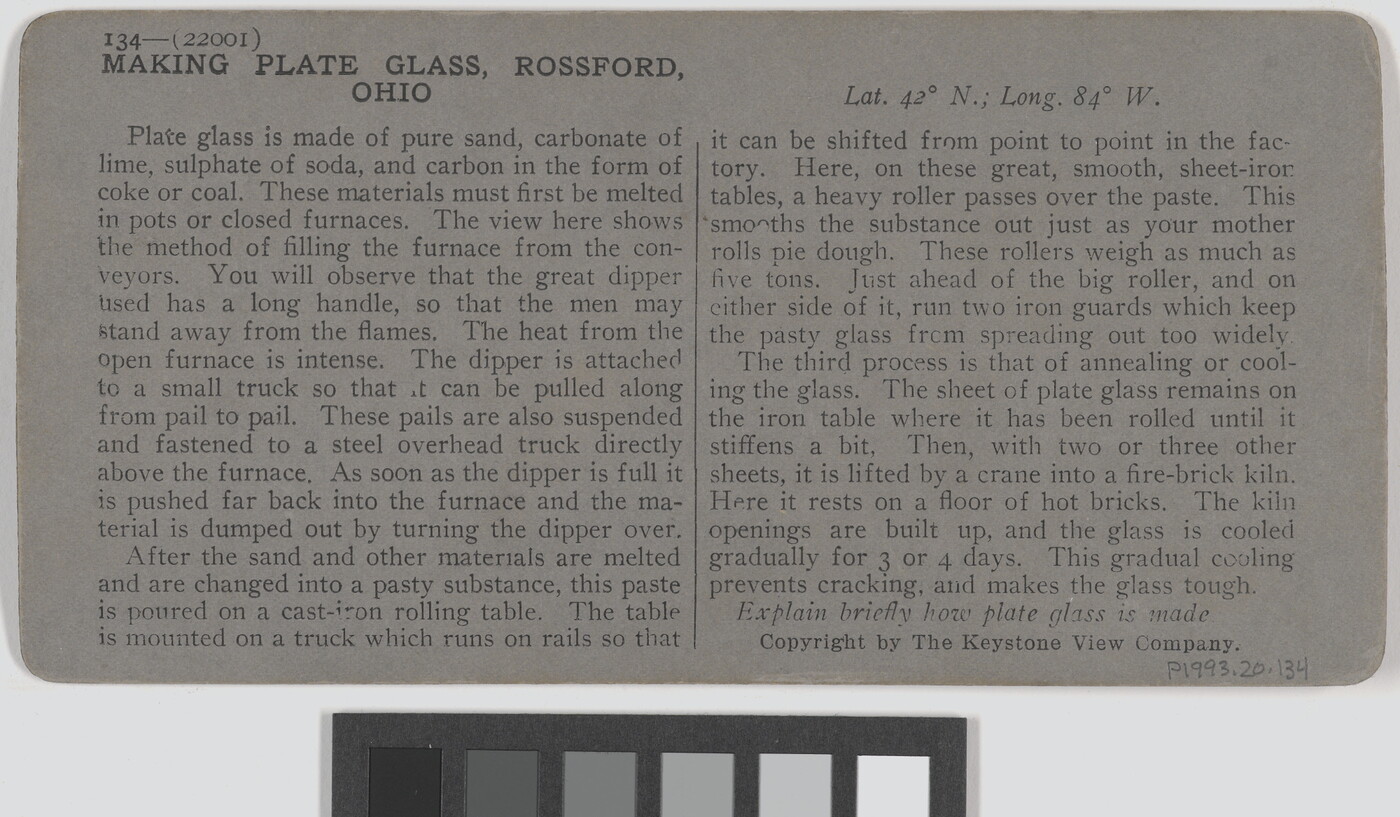 134—(22001)
MAKING PLATE GLASS, ROSSFORD,
OHIO
Plate glass is made of pure sand, carbonate of
lime, sulphate of soda, and carbon in the form of
coke or coal. These materials must first be melted
in pots or closed furnaces. The view here shows
the method of filling the furnace from the con-
veyors. You will observe that the great dipper
used has a long handle, so that the men may
stand away from the flames. The heat from the
open furnace is intense. The dipper is attached
to a small truck so that it can be pulled along
from pail to pail. These pails are also suspended
and fastened to a steel overhead truck directly
above the furnace. As soon as the dipper is full it
is pushed far back into the furnace and the ma-
terial is dumped out by turning the dipper over.
After the sand and other materials are melted
and are changed into a pasty substance, this paste
is poured on a cast-iron rolling table. The table
is mounted on a truck which runs on rails so that
Lat. 42° N.; Long. 84° W.
it can be shifted from point to point in the fac-
tory. Here, on these great, smooth, sheet-iron
tables, a heavy roller passes over the paste. This
smooths the substance out just as your mother
rolls pie dough. These rollers weigh as much as
five tons. Just ahead of the big roller, and on
either side of it, run two iron guards which keep
the pasty glass from spreading out too widely.
The third process is that of annealing or cool-
ing the glass. The sheet of plate glass remains on
the iron table where it has been rolled until it
stiffens a bit, Then, with two or three other
sheets, it is lifted by a crane into a fire-brick kiln.
Here it rests on a floor of hot bricks. The kiln
openings are built up, and the glass is cooled
gradually for 3 or 4 days. This gradual cooling
prevents cracking, and makes the glass tough.
Explain briefly how plate glass is made
Copyright by The Keystone View Company.
P1993.20.134